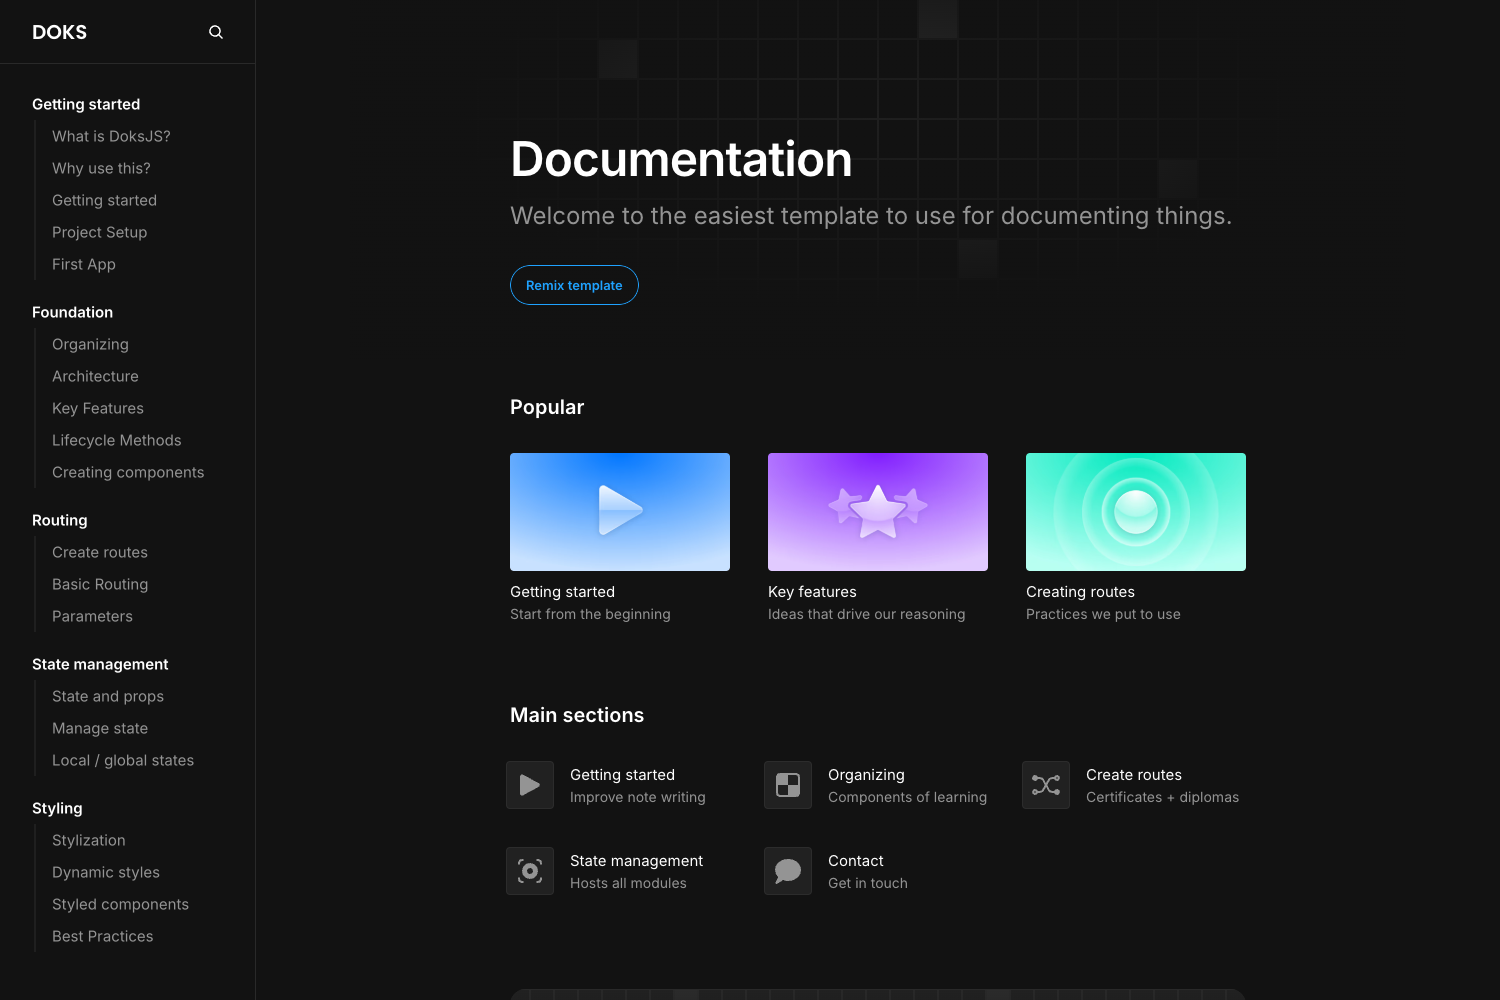 DOKS
Getting started
What is DoksJS?
Why use this?
Getting started
Project Setup
First App
Foundation
Organizing
Architecture
Key Features
Lifecycle Methods
Creating components
Routing
Create routes
Basic Routing
Parameters
State management
State and props
Manage state
Local / global states
Styling
Stylization
Dynamic styles
Styled components
Best Practices
Documentation
Welcome to the easiest template to use for documenting things.
Remix template
Popular
Getting started
Start from the beginning
Key features
Ideas that drive our reasoning
Creating routes
Practices we put to use
Main sections
Getting started
Improve note writing
Organizing
Components of learning
Create routes
Certificates + diplomas
State management
Hosts all modules
Contact
Get in touch